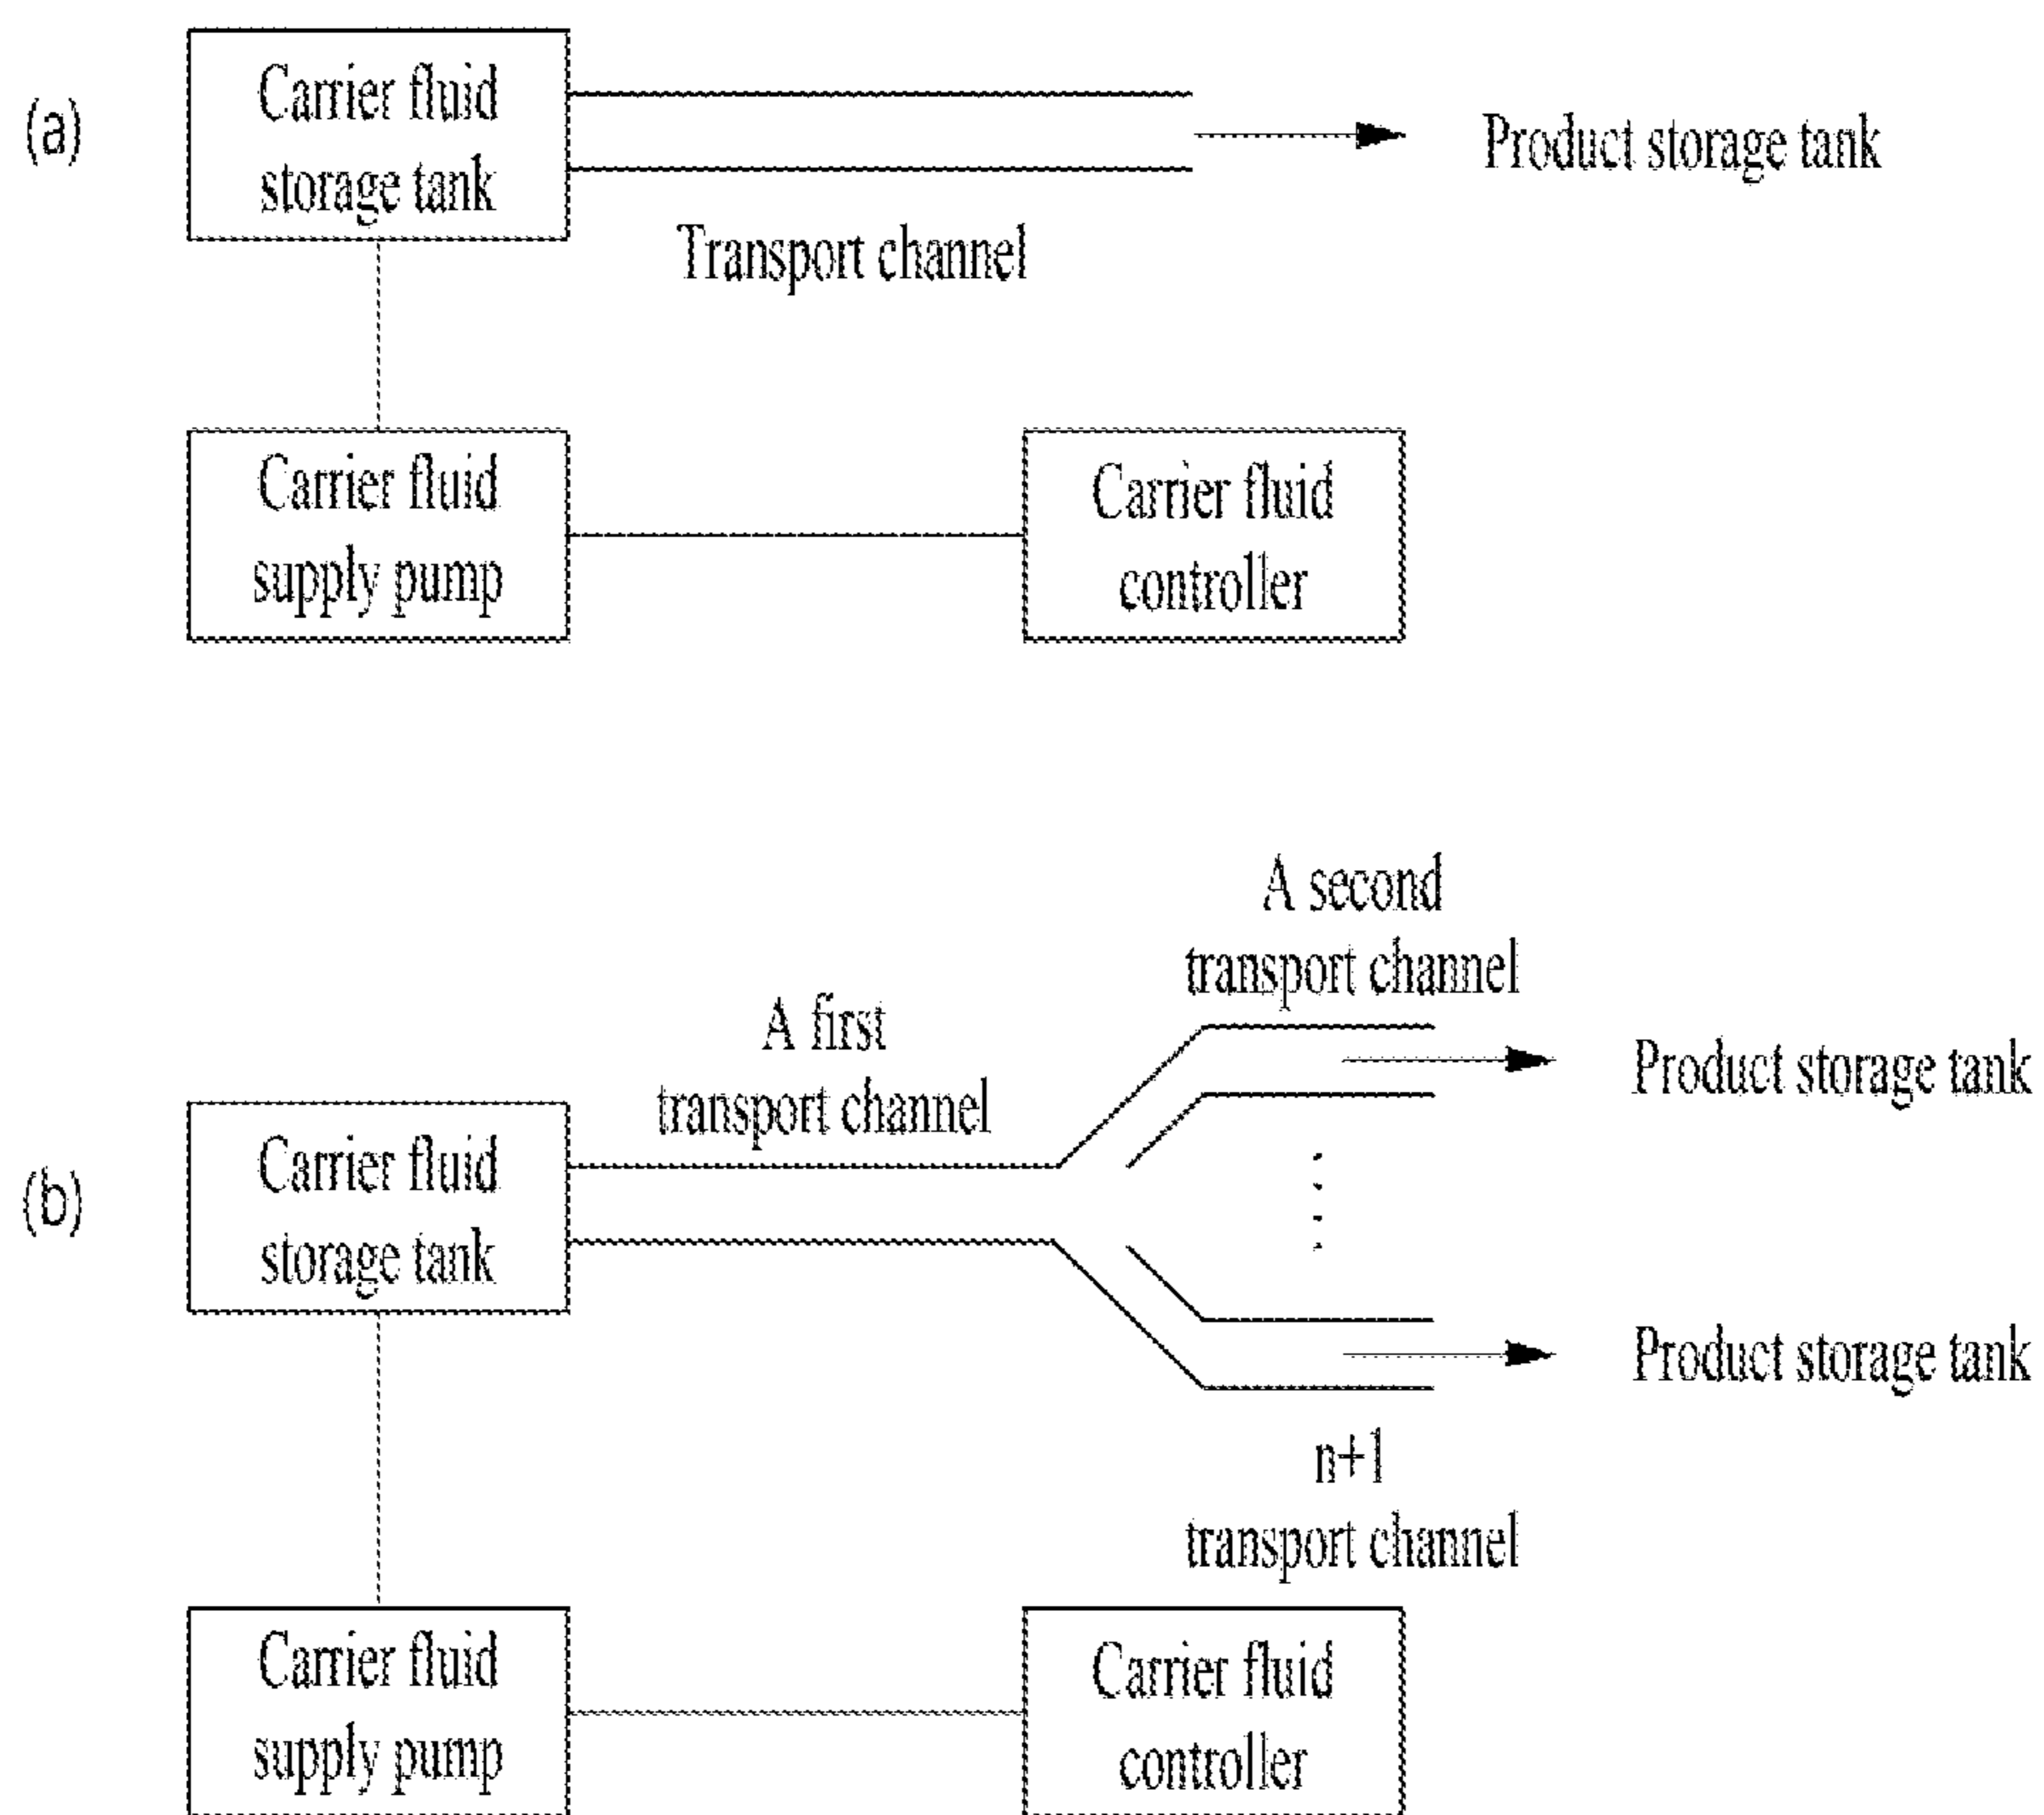 (a)
Carrier fluid
storage tank
Product storage tank
Transport channel
Carrier fluid
supply pump
Carrier fluid
controller
(b)
A second
transport channel
A first
transport channel
Product storage tank
Carrier fluid
storage tank
Product storage tank
n+1
transport channel
Carrier fluid
supply pump
Carrier fluid
controller